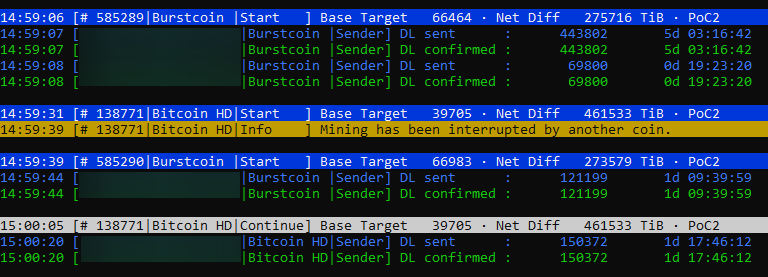 14:59:06 [# 585289|Burstcoin |Start   ] Base Target   66464 · Net Diff   275716 TiB · PoC2
14:59:07 [|Burstcoin |Sender] DL sent      :      443802       5d 03:16:42
14:59:07 [|Burstcoin |Sender] DL confirmed :      443802       5d 03:16:42
14:59:08 [|Burstcoin |Sender] DL sent      :       69800       0d 19:23:20
14:59:08 [|Burstcoin |Sender] DL confirmed :       69800       0d 19:23:20
14:59:31 [# 138771|Bitcoin HD|Start   ] Base Target   39705 · Net Diff   461533 TiB · PoC2
14:59:39 [# 138771|Bitcoin HD|Info    ] Mining has been interrupted by another coin.
14:59:39 [# 585290|Burstcoin |Start   ] Base Target   66983 · Net Diff   273579 TiB · PoC2
14:59:44 [|Burstcoin |Sender] DL sent      :      121199       1d 09:39:59
14:59:44 [|Burstcoin |Sender] DL confirmed :      121199       1d 09:39:59
15:00:05 [# 138771|Bitcoin HD|Continue] Base Target   39705 · Net Diff   461533 TiB · PoC2
15:00:20 [|Bitcoin HD|Sender] DL sent      :      150372       1d 17:46:12
15:00:20 [|Bitcoin HD|Sender] DL confirmed :      150372       1d 17:46:12